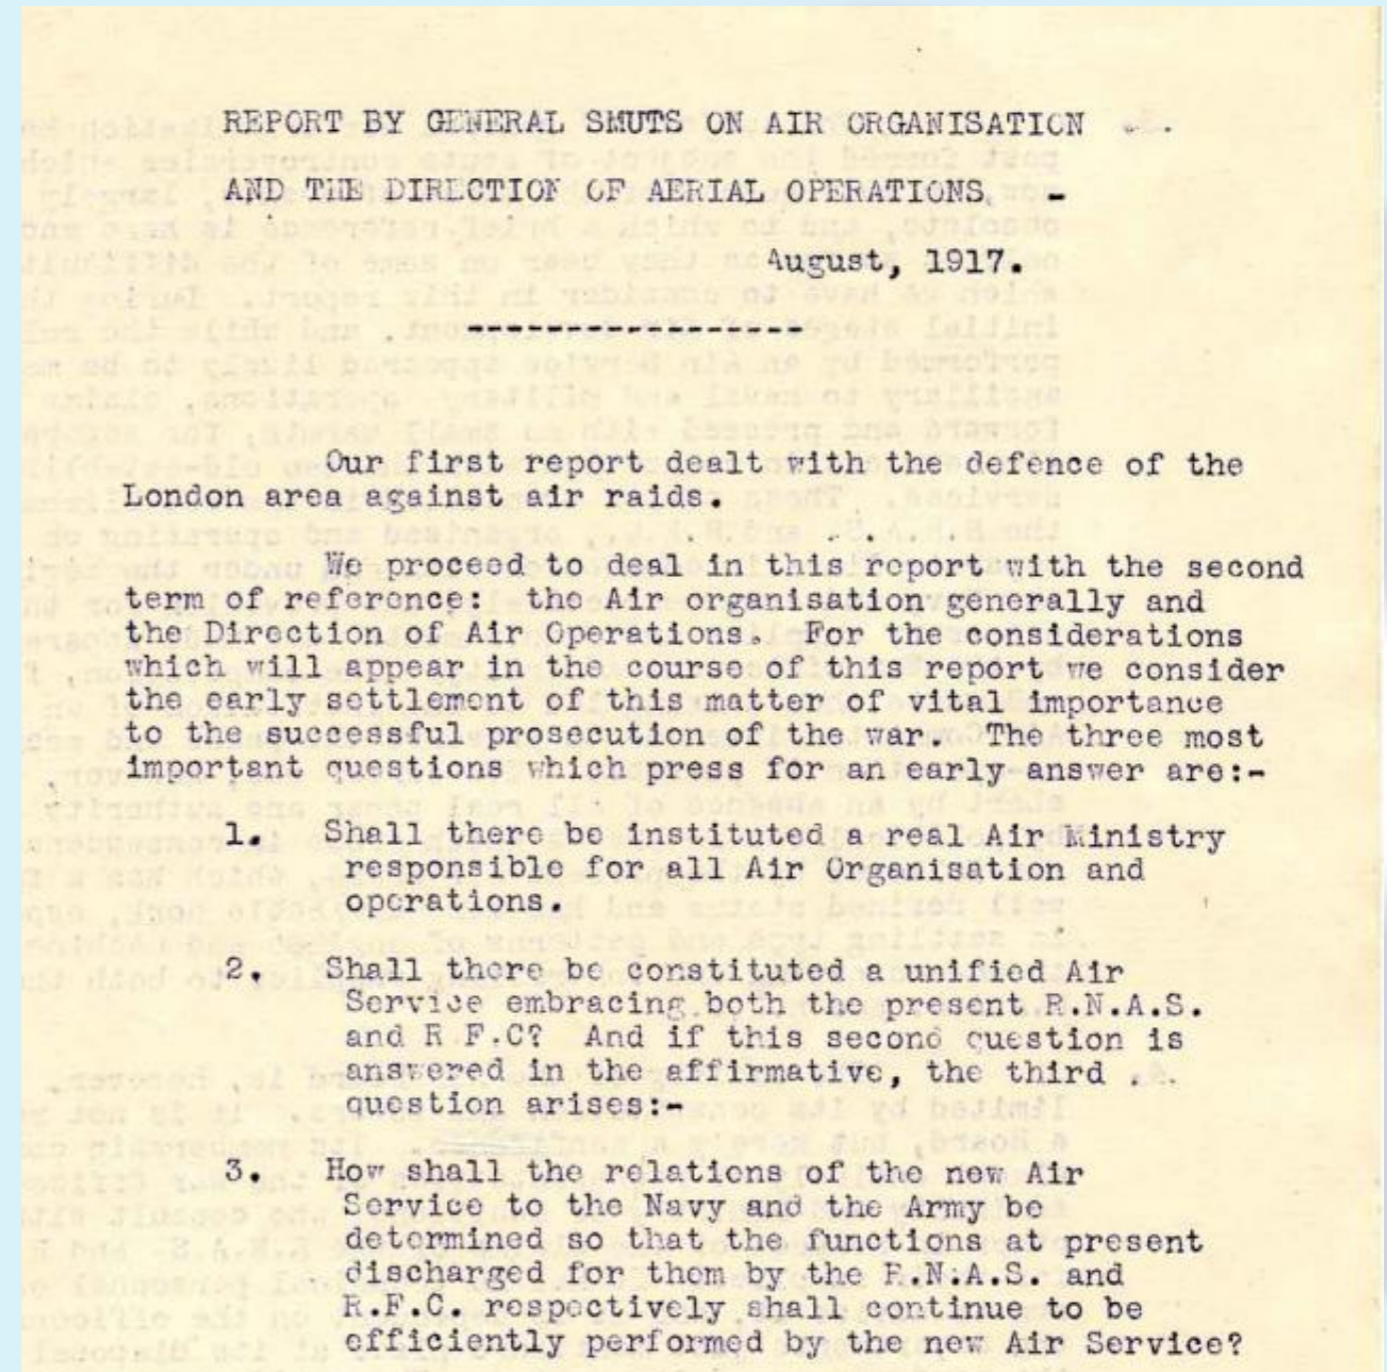 REPORT BY GENERAL SMUTS ON AIR ORGANISATION
AND THE DIRECTION OF AERIAL OPERATIONS. -
August, 1917.
-----------------
Our first report dealt with the defence of the
London area against air raids.
We proceed to deal in this report with the second
term of reference: the Air organisation generally and
the Direction of Air Operations. For the considerations
which will appear in the course of this report we consider
the early settlement of this matter of vital importance
to the successful prosecution of the war. The three most
important questions which press for an early answer are:-
1. Shall there be instituted a real Air Ministry
responsible for all Air Organisation and
operations.
2. Shall there be constituted a unified Air
Service embracing both the present R.N.A.S.
and R F.C? And if this second question is
answered in the affirmative, the third
question arises:-
3. How shall the relations of the new Air
Service to the Navy and the Army be
determined so that the functions at present
discharged for them by the R.N.A.S. and
R.F.C. respectively shall continue to be
efficiently performed by the new Air Service?